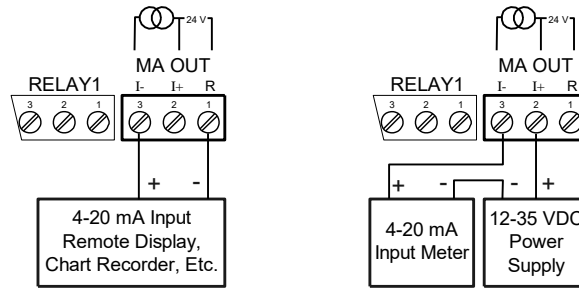 24 V
MA OUT
RELAY1
I- I+ R
3 2 1
3 2 1
+ -
4-20 mA Input
Remote Display,
Chart Recorder, Etc.
24 V
MA OUT
RELAY1
I- I+ R
3 2 1
3 2 1
+ - - +
4-20 mA
Input Meter
12-35 VDC
Power
Supply